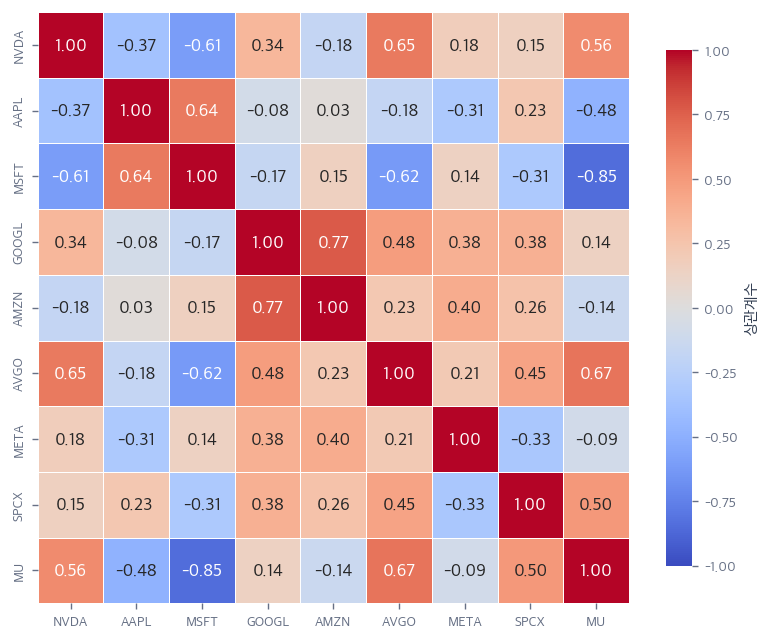 NVDA 1.00 -0.37 -0.61 0.34 -0.18 0.65 0.18 0.15 0.56
AAPL -0.37 1.00 0.64 -0.08 0.03 -0.18 -0.31 0.23 -0.48
MSFT -0.61 0.64 1.00 -0.17 0.15 -0.62 0.14 -0.31 -0.85
GOOGL 0.34 -0.08 -0.17 1.00 0.77 0.48 0.38 0.38 0.14
AMZN -0.18 0.03 0.15 0.77 1.00 0.23 0.40 0.26 -0.14
AVGO 0.65 -0.18 -0.62 0.48 0.23 1.00 0.21 0.45 0.67
META 0.18 -0.31 0.14 0.38 0.40 0.21 1.00 -0.33 -0.09
SPCX 0.15 0.23 -0.31 0.38 0.26 0.45 -0.33 1.00 0.50
MU 0.56 -0.48 -0.85 0.14 -0.14 0.67 -0.09 0.50 1.00
NVDA AAPL MSFT GOOGL AMZN AVGO META SPCX MU
1.00
0.75
0.50
0.25
0.00
-0.25
-0.50
-0.75
-1.00
상관계수